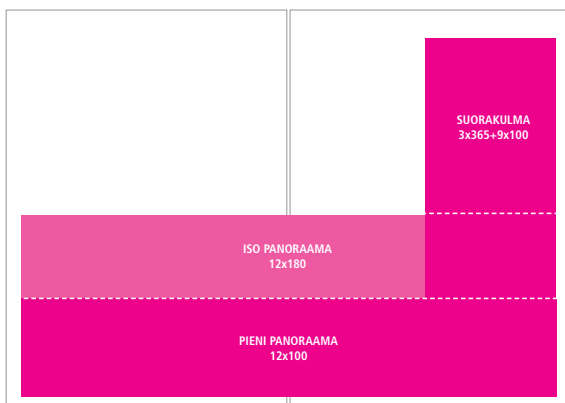 SUORAKULMA
3x365+9x100
ISO PANORAAMA
12x180
PIENI PANORAAMA
12x100